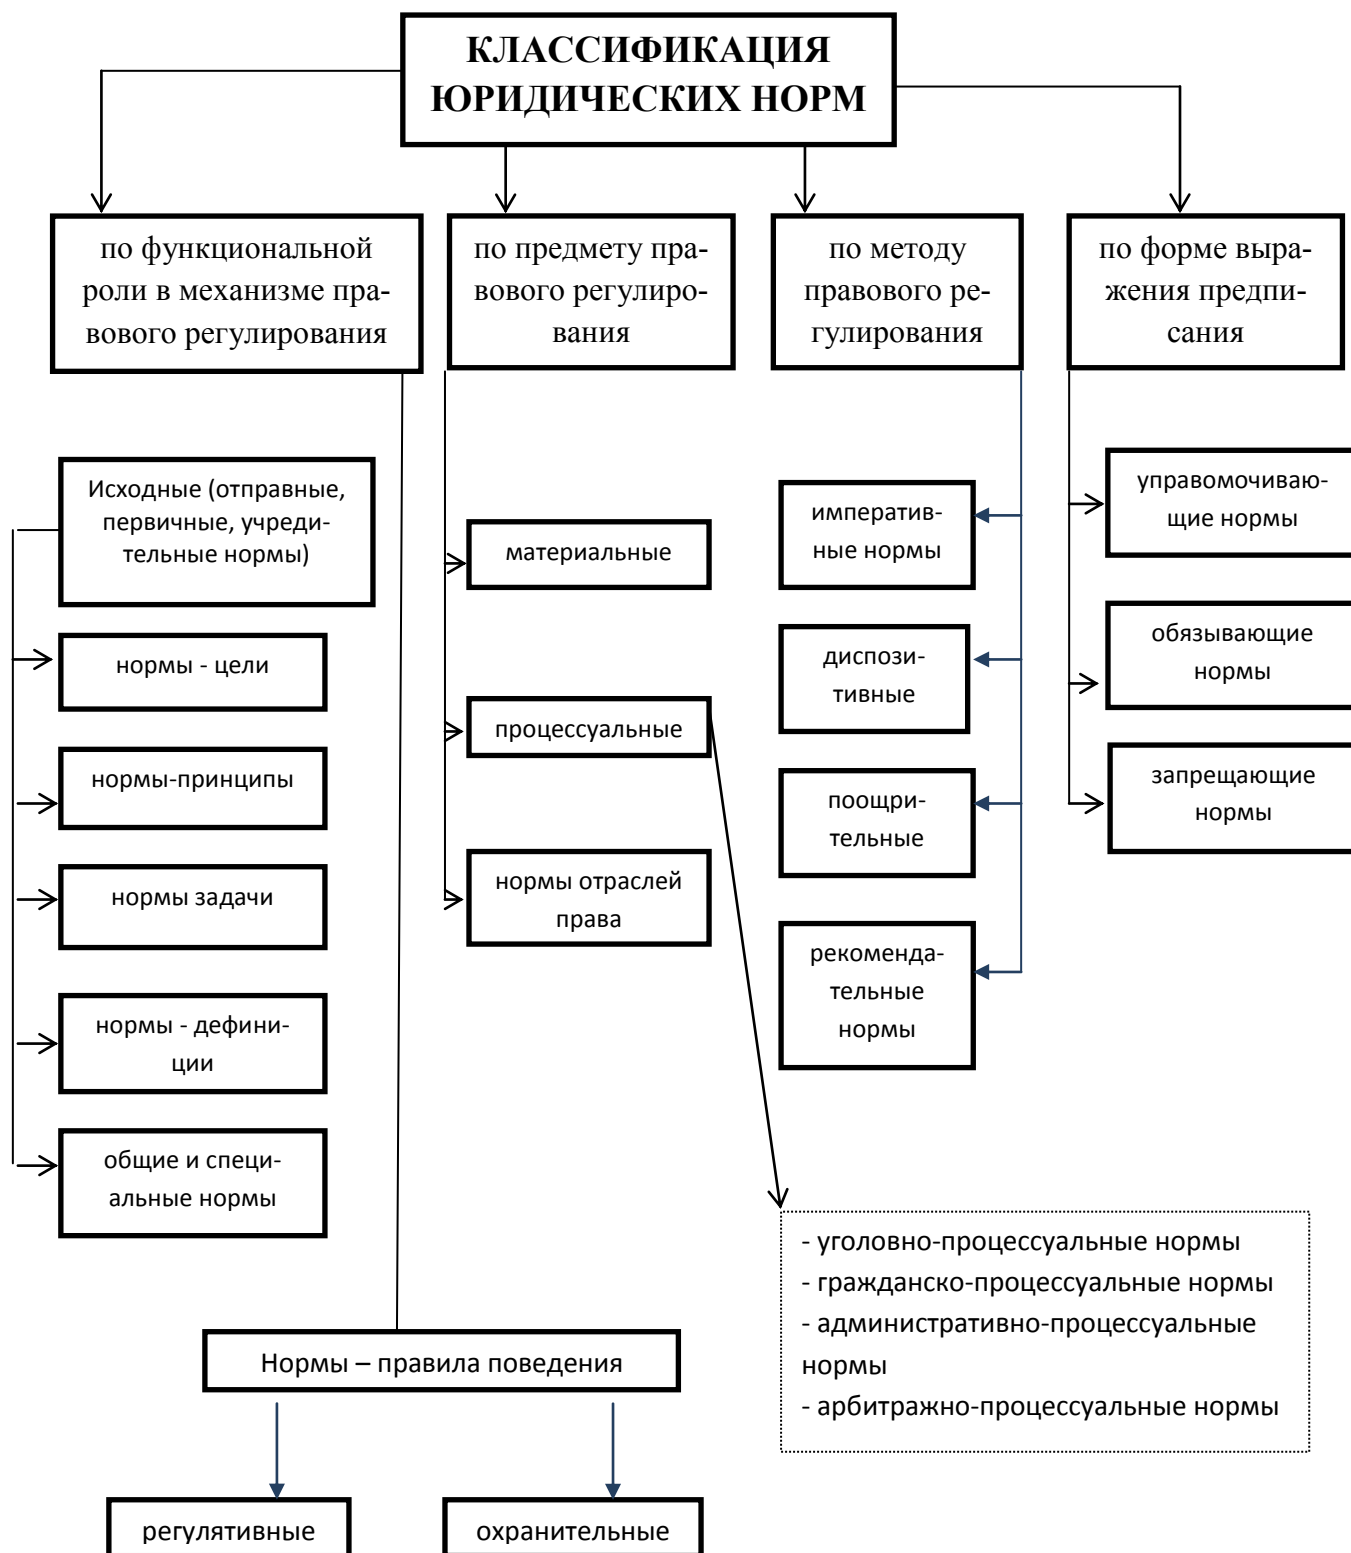 КЛАССИФИКАЦИЯ
ЮРИДИЧЕСКИХ НОРМ
по функциональной
роли в механизме пра-
вового регулирования
по предмету пра-
вового регулиро-
вания
по методу
правового ре-
гулирования
по форме выра-
жения предпи-
сания
Исходные (отправные,
первичные, учреди-
тельные нормы)
нормы - цели
нормы-принципы
нормы задачи
нормы - дефини-
ции
общие и специ-
альные нормы
материальные
процессуальные
нормы отраслей
права
императив-
ные нормы
диспози-
тивные
поощри-
тельные
рекоменда-
тельные
нормы
управомочиваю-
щие нормы
обязывающие
нормы
запрещающие
нормы
- уголовно-процессуальные нормы
- гражданско-процессуальные нормы
- административно-процессуальные
нормы
- арбитражно-процессуальные нормы
Нормы – правила поведения
регулятивные
охранительные